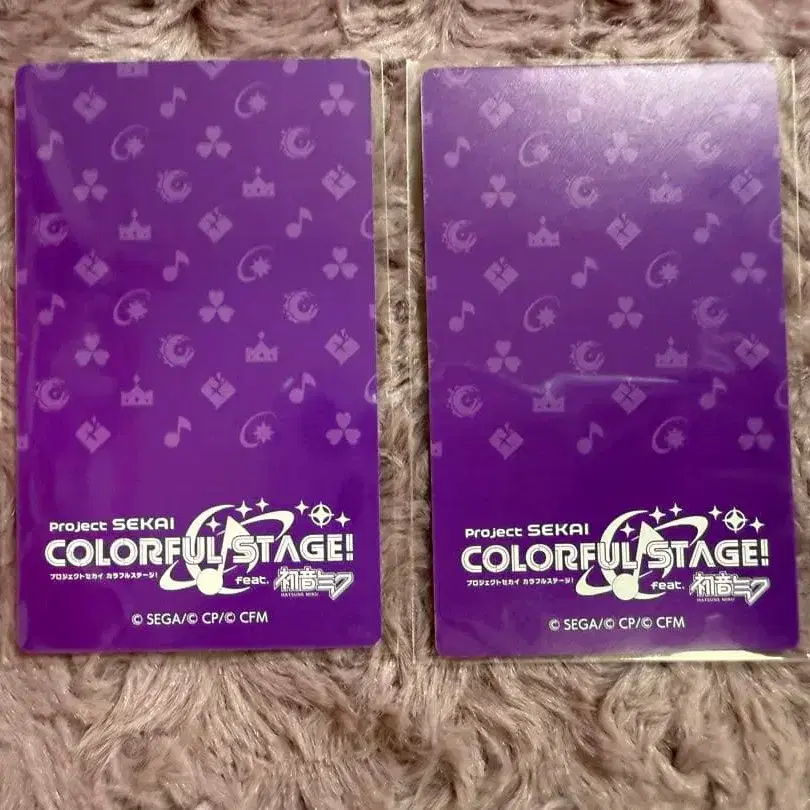 Project SEKAI
COLORFUL STAGE!
プロジェクトセカイ カラフルステージ!
feat. 初音ミク
HATSUNE MIKU
© SEGA/© CP/© CFM
Project SEKAI
COLORFUL STAGE!
プロジェクトセカイ カラフルステージ!
feat. 初音ミク
HATSUNE MIKU
© SEGA/© CP/© CFM